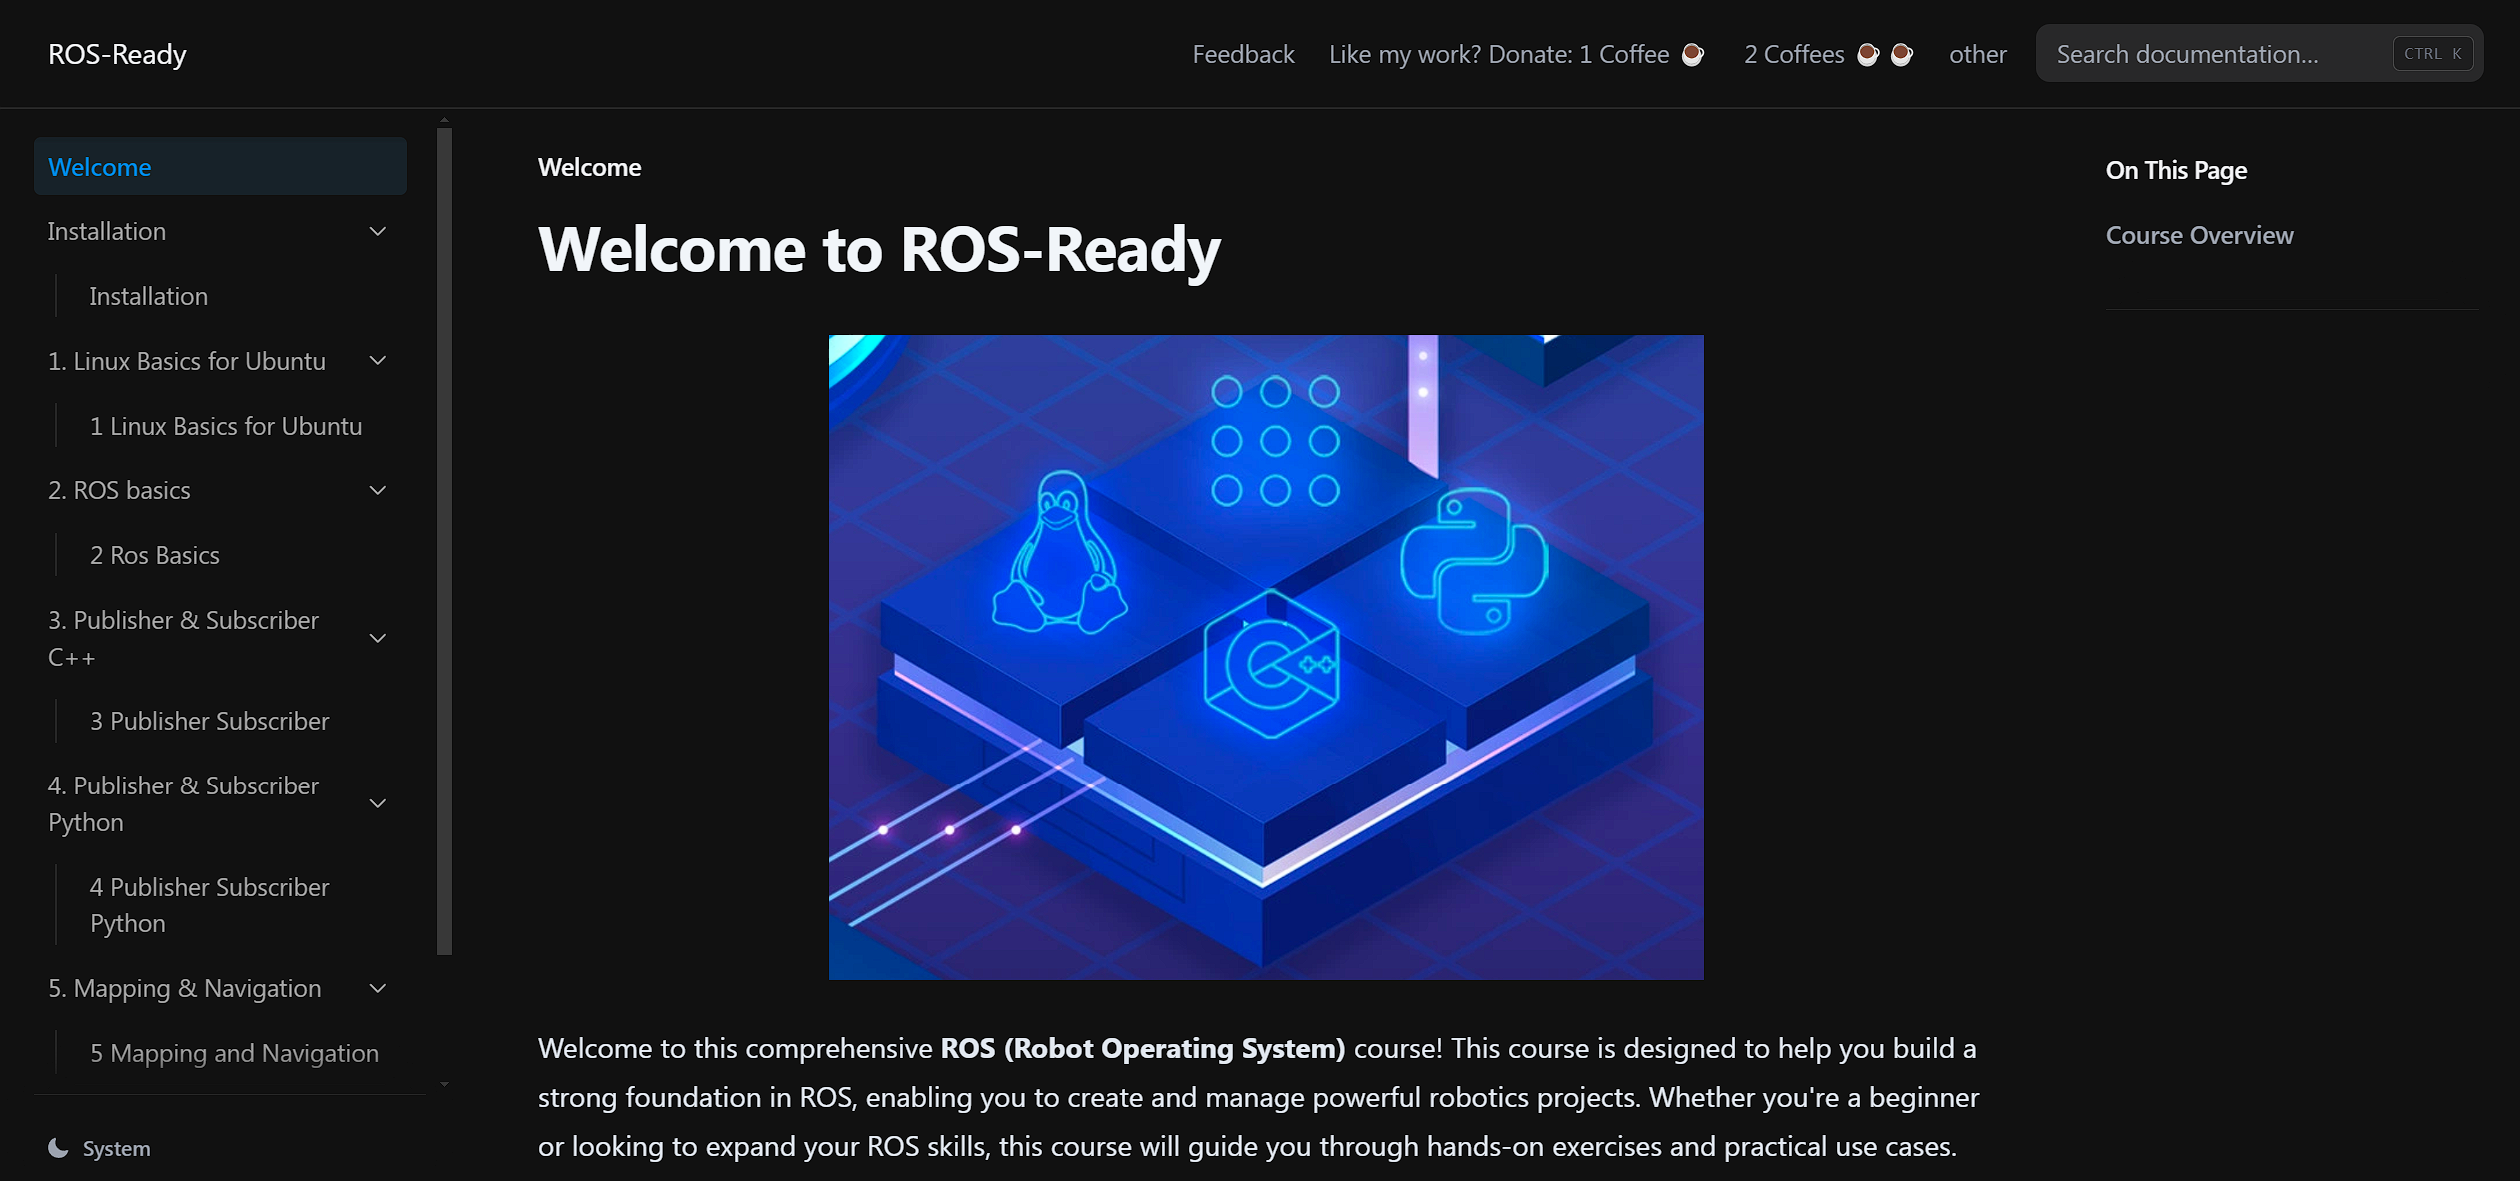 ROS-Ready
Feedback
Like my work? Donate: 1 Coffee ☕
2 Coffees ☕ ☕
other
Search documentation...
CTRL K
Welcome
Installation
Installation
1. Linux Basics for Ubuntu
1 Linux Basics for Ubuntu
2. ROS basics
2 Ros Basics
3. Publisher & Subscriber
C++
3 Publisher Subscriber
4. Publisher & Subscriber
Python
4 Publisher Subscriber
Python
5. Mapping & Navigation
5 Mapping and Navigation
System
Welcome
Welcome to ROS-Ready
C++
Welcome to this comprehensive ROS (Robot Operating System) course! This course is designed to help you build a
strong foundation in ROS, enabling you to create and manage powerful robotics projects. Whether you're a beginner
or looking to expand your ROS skills, this course will guide you through hands-on exercises and practical use cases.
On This Page
Course Overview